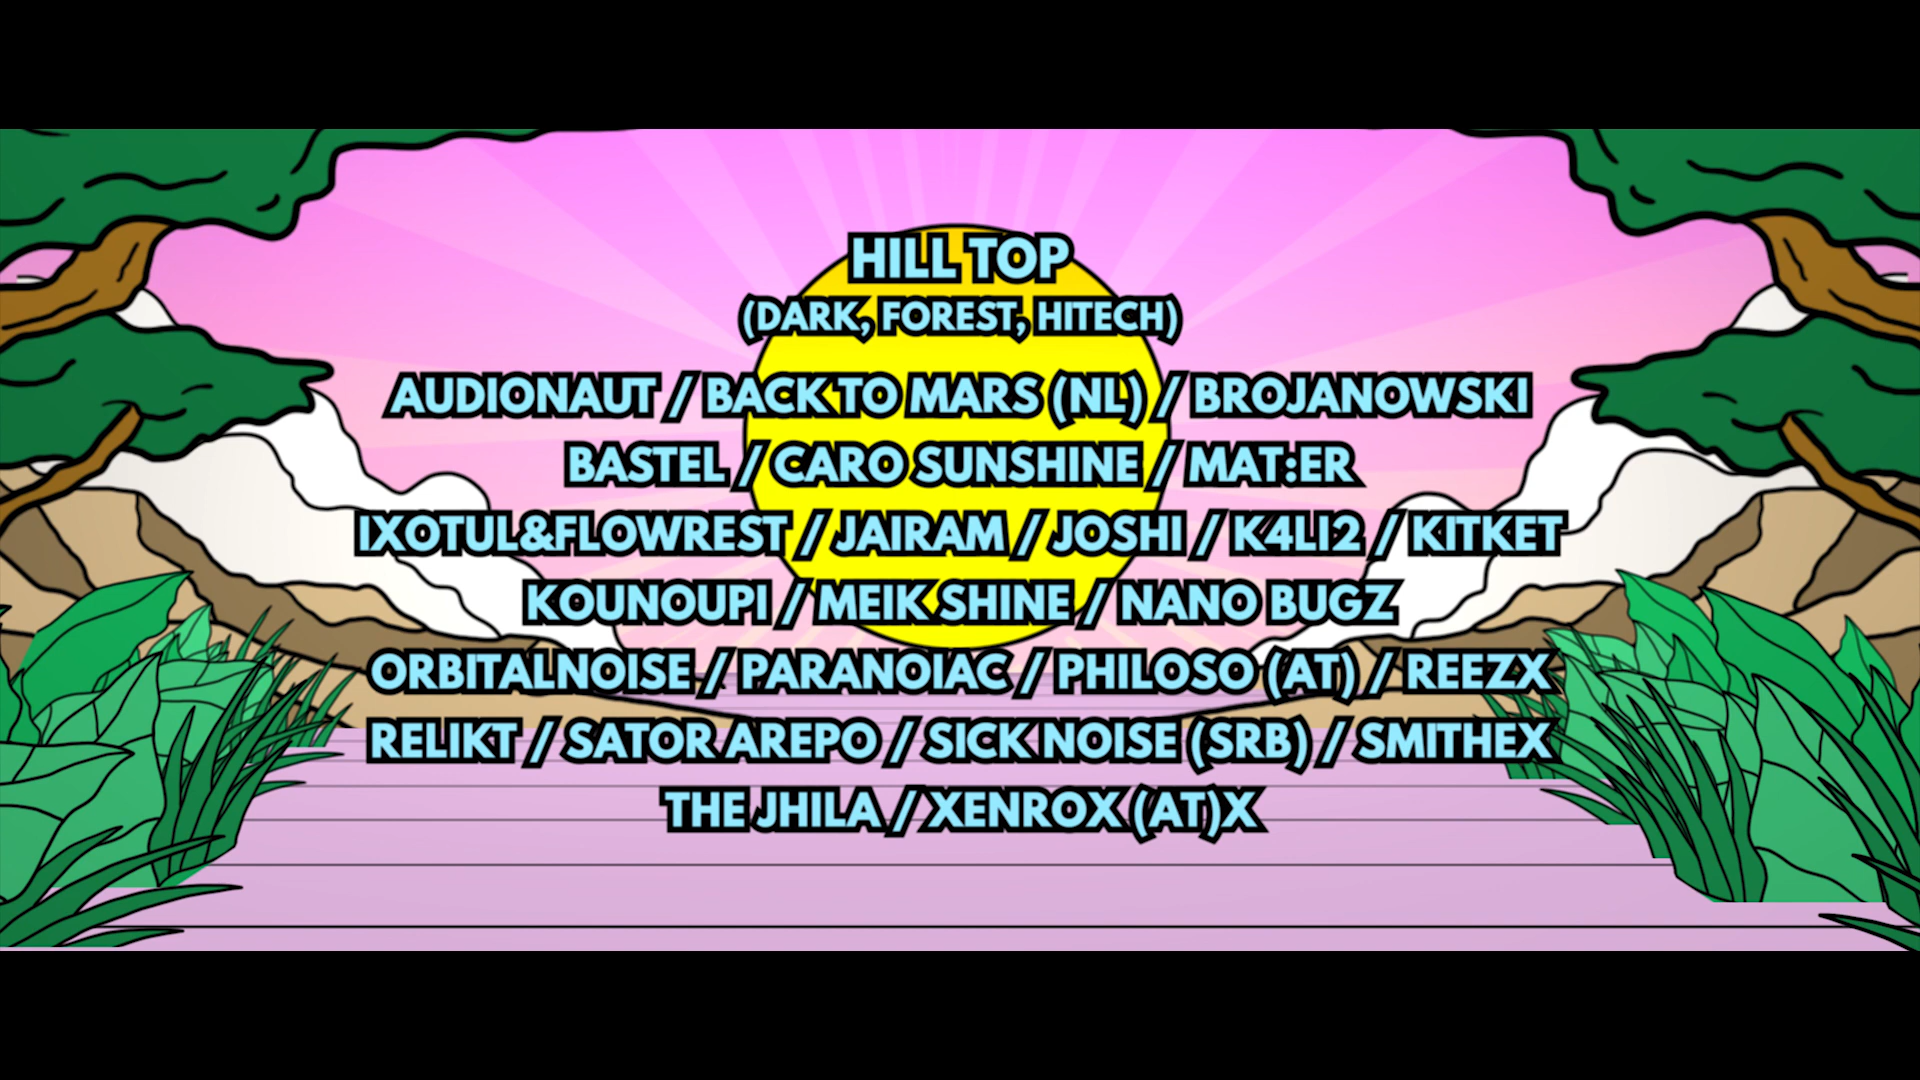 HILL TOP
(DARK, FOREST, HITECH)
AUDIONAUT / BACK TO MARS (NL) / BROJANOWSKI
BASTEL / CARO SUNSHINE / MAT:ER
IXOTUL&FLOWREST / JAIRAM / JOSHI / K4LI2 / KITKET
KOUNOUPI / MEIK SHINE / NANO BUGZ
ORBITALNOISE / PARANOIAC / PHILOSO (AT) / REEZX
RELIKT / SATOR AREPO / SICK NOISE (SRB) / SMITHEX
THE JHILA / XENROX (AT)X